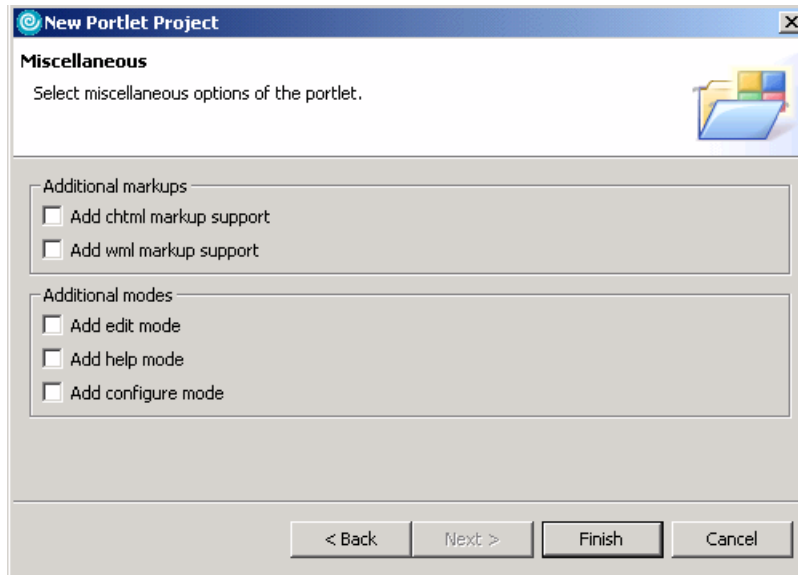 New Portlet Project
Miscellaneous
Select miscellaneous options of the portlet.
Additional markups
Add chtml markup support
Add wml markup support
Additional modes
Add edit mode
Add help mode
Add configure mode
< Back Next > Finish Cancel